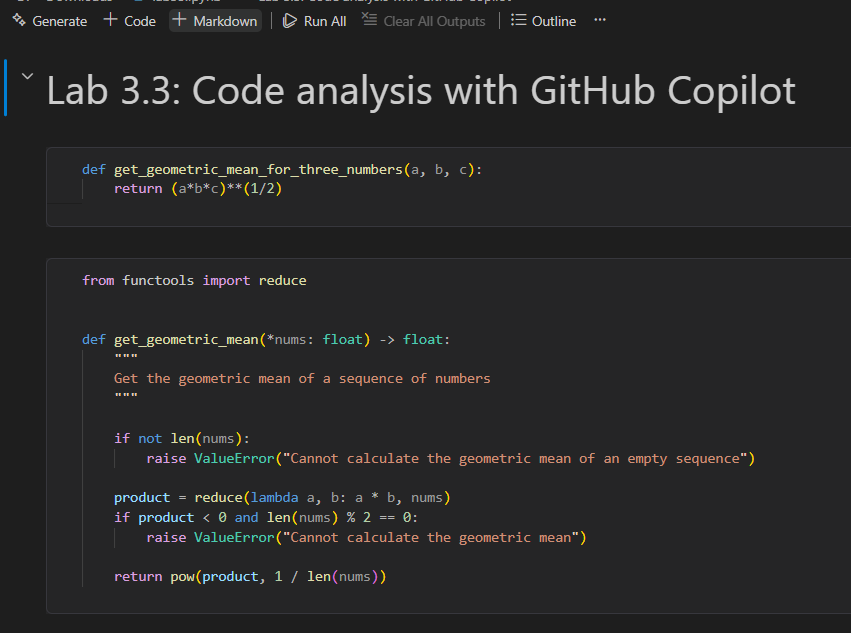 Generate + Code + Markdown | Run All Clear All Outputs | Outline ...
Lab 3.3: Code analysis with GitHub Copilot
def get_geometric_mean_for_three_numbers(a, b, c):
    return (a*b*c)**(1/2)
from functools import reduce
def get_geometric_mean(*nums: float) -> float:
    """
    Get the geometric mean of a sequence of numbers
    """
    if not len(nums):
        raise ValueError("Cannot calculate the geometric mean of an empty sequence")
    product = reduce(lambda a, b: a * b, nums)
    if product < 0 and len(nums) % 2 == 0:
        raise ValueError("Cannot calculate the geometric mean")
    return pow(product, 1 / len(nums))